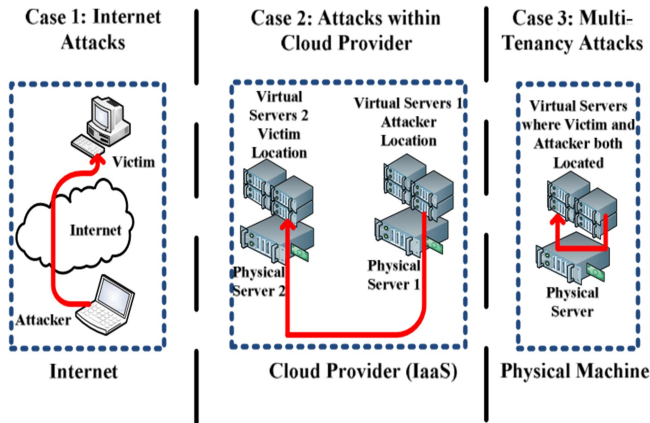 Case 1: Internet
Attacks
Case 2: Attacks within
Cloud Provider
Case 3: Multi-
Tenancy Attacks
Victim
Internet
Attacker
Virtual
Servers 2
Victim
Location
Virtual Servers 1
Attacker
Location
Physical
Server 2
Physical
Server 1
Virtual Servers
where Victim and
Attacker both
Located
Physical
Server
Internet
Cloud Provider (IaaS)
Physical Machine